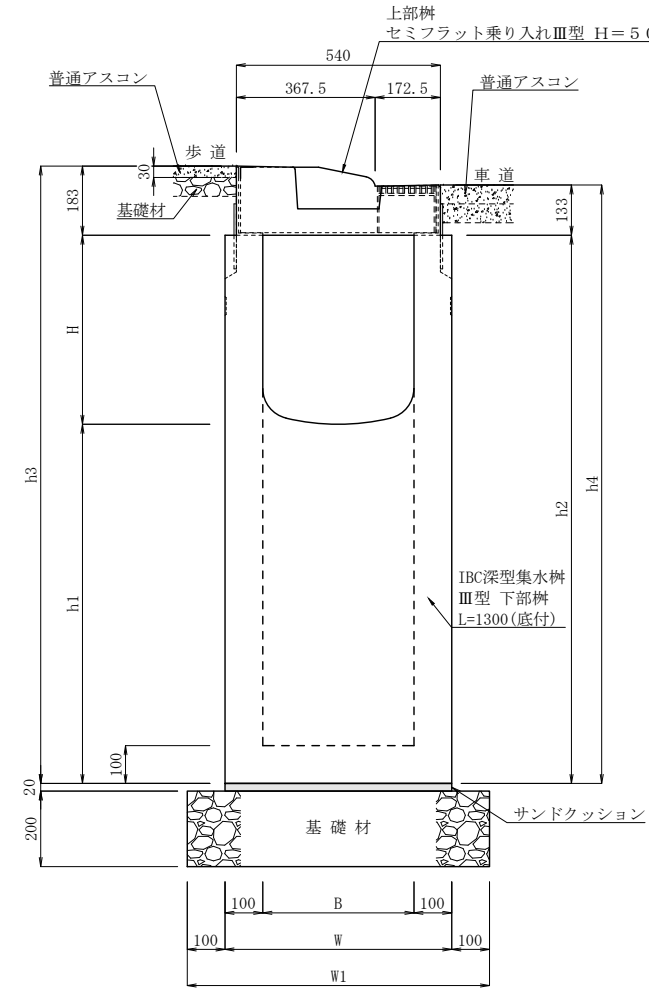 上部桝
セミフラット乗り入れⅢ型 H=50
540
普通アスコン
普通アスコン
367.5
172.5
歩 道
車 道
30
183
133
基礎材
H
h3
h4
h2
h1
IBC深型集水桝
Ⅲ型 下部桝
L=1300(底付)
100
20
サンドクッション
200
基 礎 材
100
B
100
100
W
100
W1